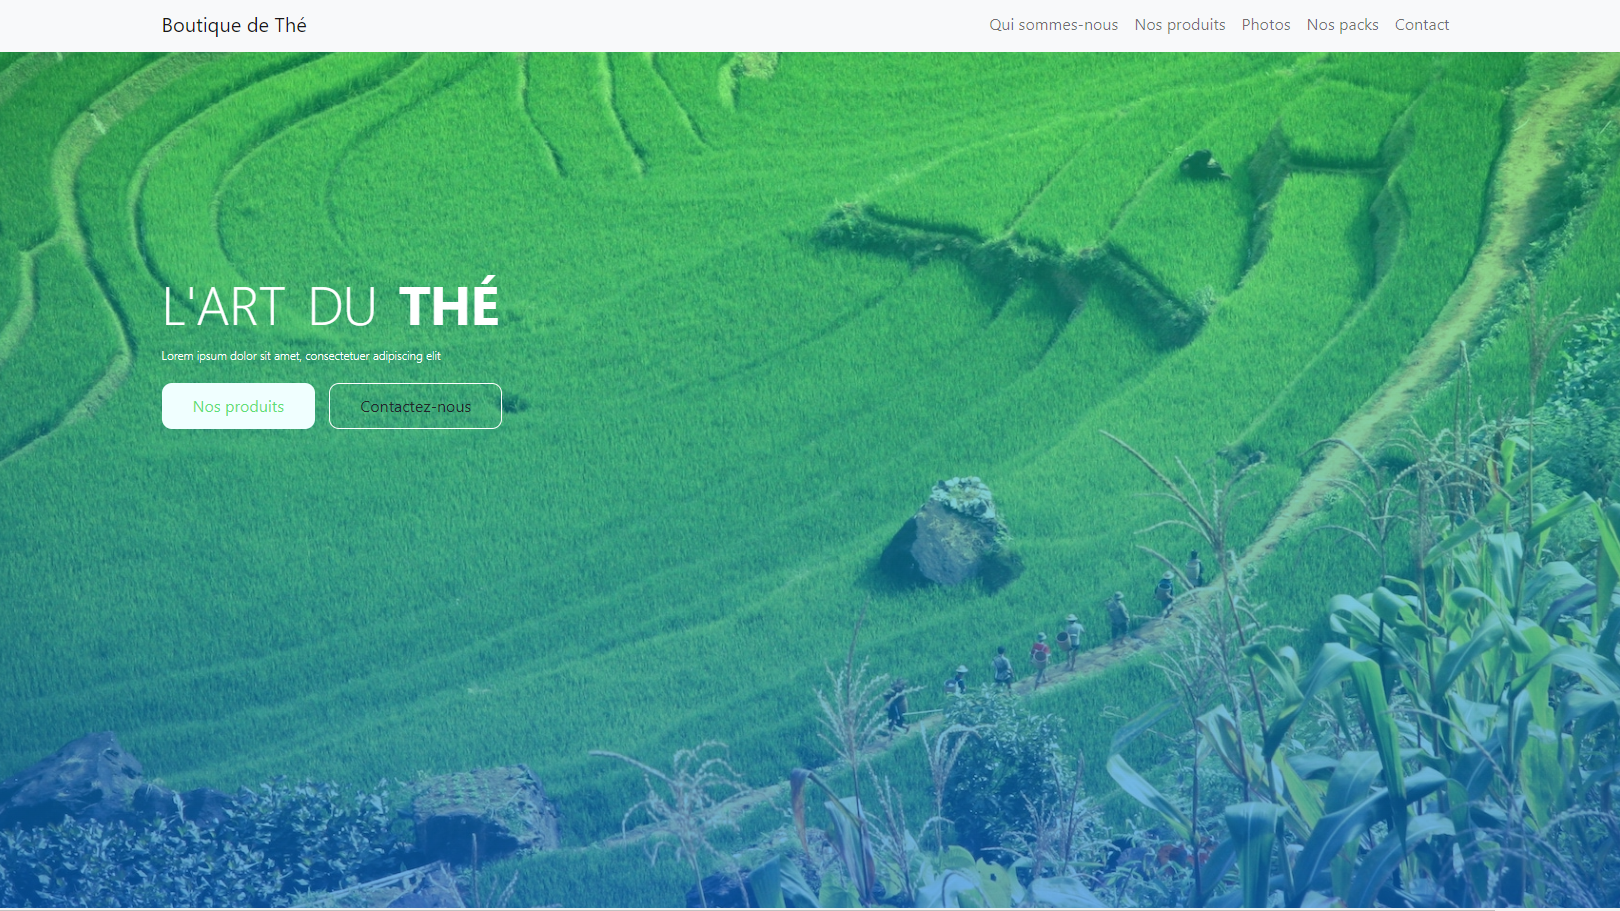 Boutique de Thé
Qui sommes-nous Nos produits Photos Nos packs Contact
L'ART DU THÉ
Lorem ipsum dolor sit amet, consectetuer adipiscing elit
Nos produits Contactez-nous